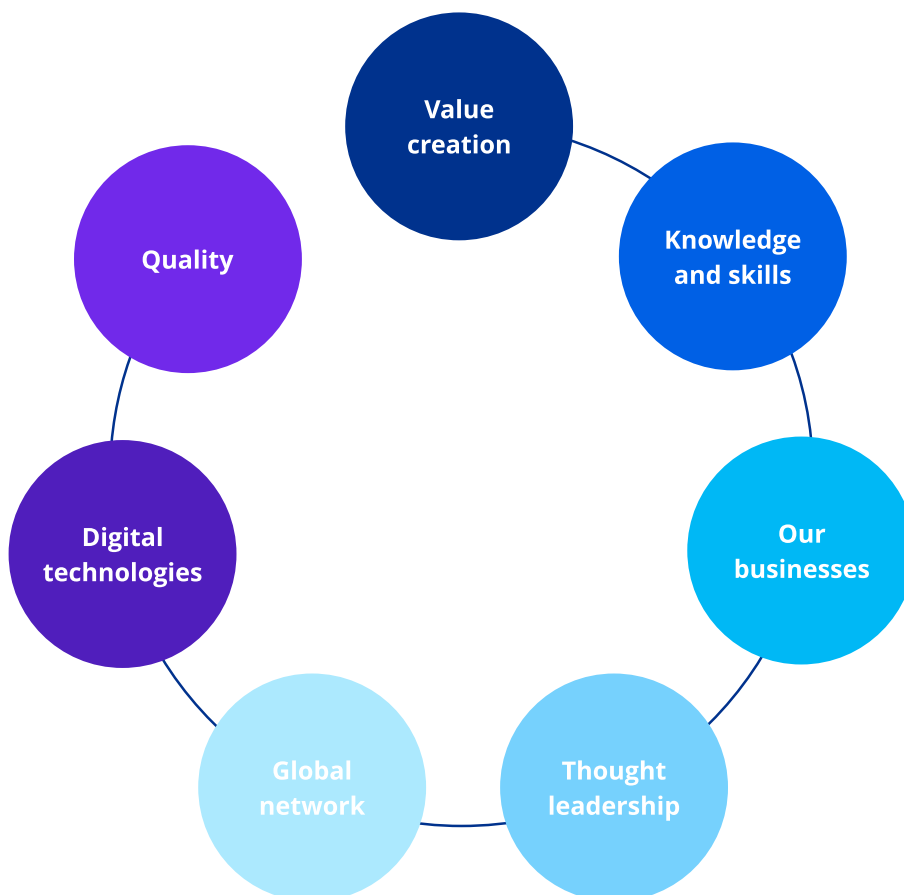 Value
creation
Knowledge
and skills
Our
businesses
Thought
leadership
Global
network
Digital
technologies
Quality